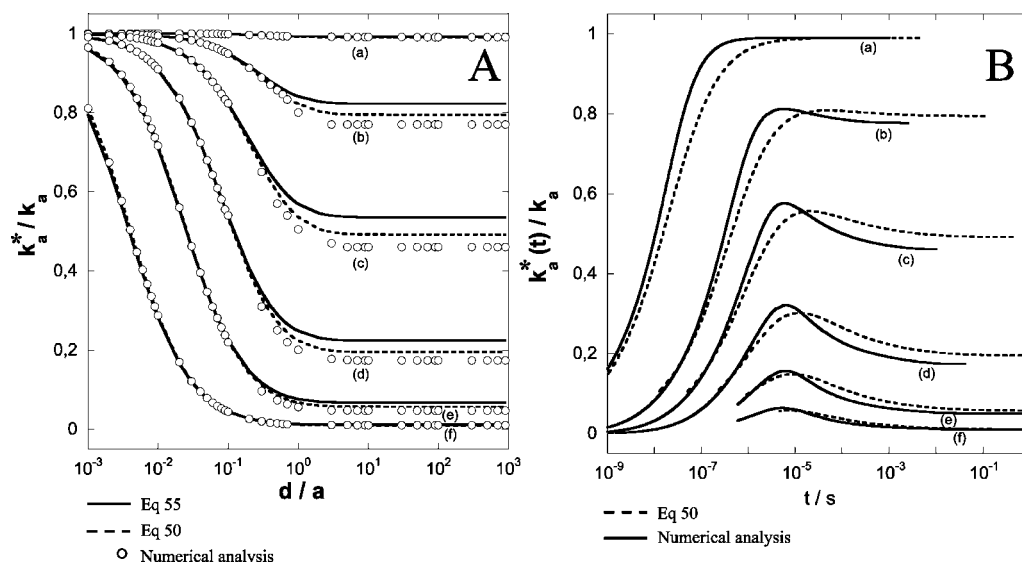 A
1
0,8
0,6
0,4
0,2
0
k*a / ka
(a)
(b)
(c)
(d)
(e)
(f)
10-3 10-2 10-1 100 101 102 103
d / a
Eq 55
Eq 50
Numerical analysis
B
1
0,8
0,6
0,4
0,2
0
k*a(t) / ka
(a)
(b)
(c)
(d)
(e)
(f)
10-9 10-7 10-5 10-3 10-1
t / s
Eq 50
Numerical analysis